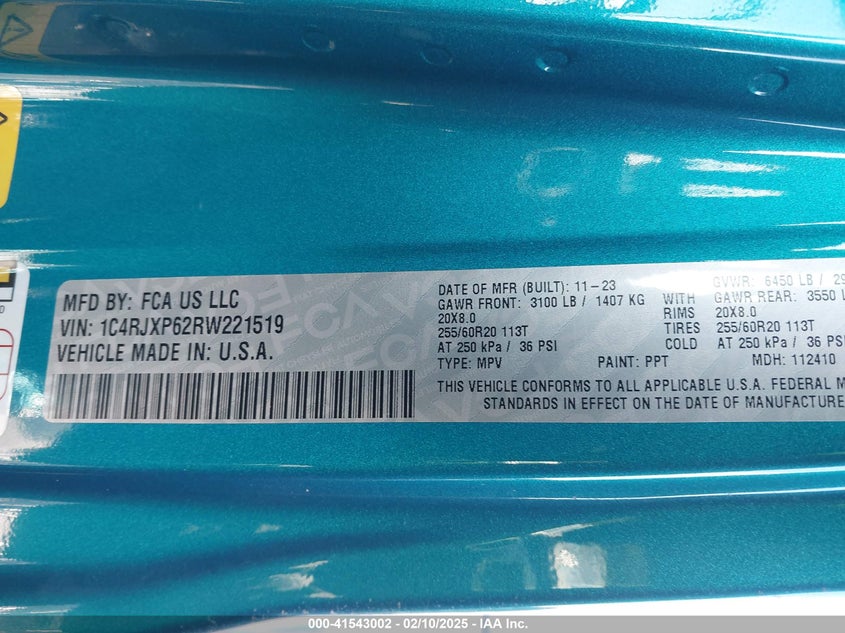 MFD BY: FCA US LLC
VIN: 1C4RJXP62RW221519
VEHICLE MADE IN: U.S.A.
DATE OF MFR (BUILT): 11-23 GVWR: 6450 LB / 29
GAWR FRONT: 3100 LB / 1407 KG WITH GAWR REAR: 3550 L
20X8.0 RIMS 20X8.0
255/60R20 113T TIRES 255/60R20 113T
AT 250 kPa / 36 PSI COLD AT 250 kPa / 36 PS
TYPE: MPV PAINT: PPT MDH: 112410
THIS VEHICLE CONFORMS TO ALL APPLICABLE U.S.A. FEDERAL M
STANDARDS IN EFFECT ON THE DATE OF MANUFACTURE
000-41543002 - 02/10/2025 - IAA Inc.